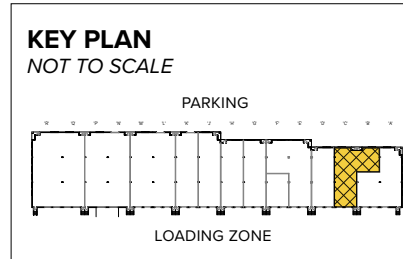 KEY PLAN
NOT TO SCALE
PARKING
'R' 'Q' 'P' 'N' 'M' 'L' 'K' 'J' 'H' 'G' 'F' 'E' 'D' 'C' 'B' 'A'
LOADING ZONE